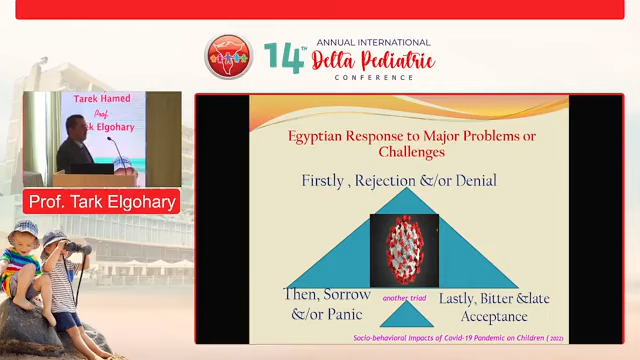 14TH
ANNUAL INTERNATIONAL
Delta Pediatric
CONFERENCE
Tarek Hamed
Prof
rk Elgohary
Prof. Tark Elgohary
Egyptian Response to Major Problems or
Challenges
Firstly , Rejection &/or Denial
Then, Sorrow
&/or Panic
another triad
Lastly, Bitter &late
Acceptance
Socio-behavioral Impacts of Covid-19 Pandemic on Children ( 2022)